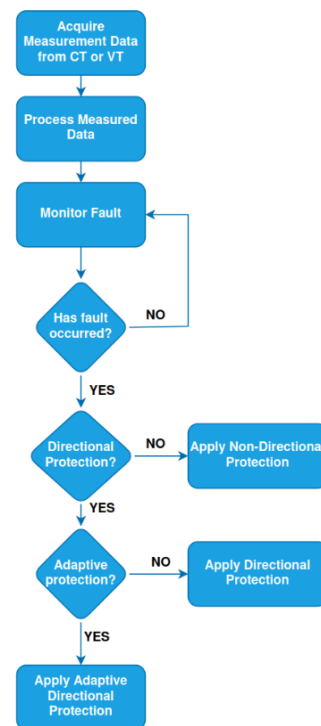 Acquire
Measurement Data
from CT or VT
Process Measured
Data
Monitor Fault
Has fault
occurred?
NO
YES
Directional
Protection?
NO
Apply Non-Directional
Protection
YES
Adaptive
protection?
NO
Apply Directional
Protection
YES
Apply Adaptive
Directional
Protection